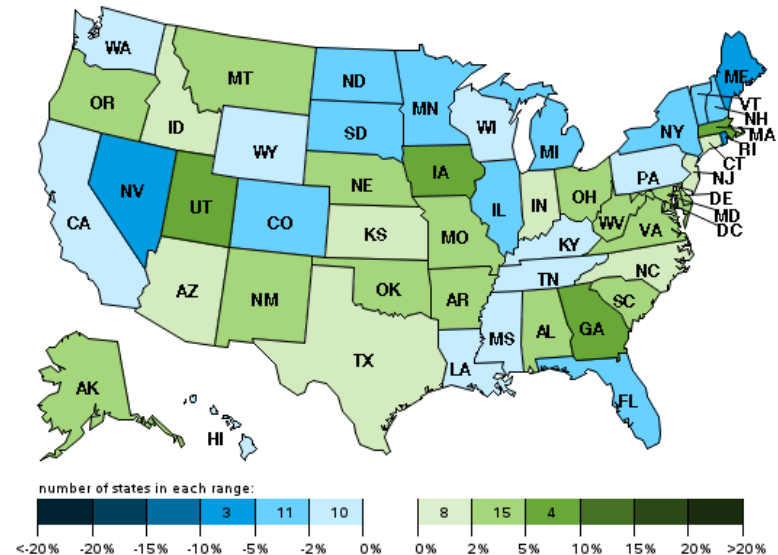 WA
MT
ND
MN
ME
OR
ID
WY
SD
WI
MI
NY
VT
NH
MA
RI
CT
NJ
PA
NV
UT
CO
NE
IA
IL
IN
OH
DE
MD
DC
CA
KS
MO
KY
WV
VA
AZ
NM
OK
AR
TN
NC
SC
TX
LA
MS
AL
GA
FL
AK
HI
number of states in each range:
3 11 10 8 15 4
<-20% -20% -15% -10% -5% -2% 0% 0% 2% 5% 10% 15% 20% >20%